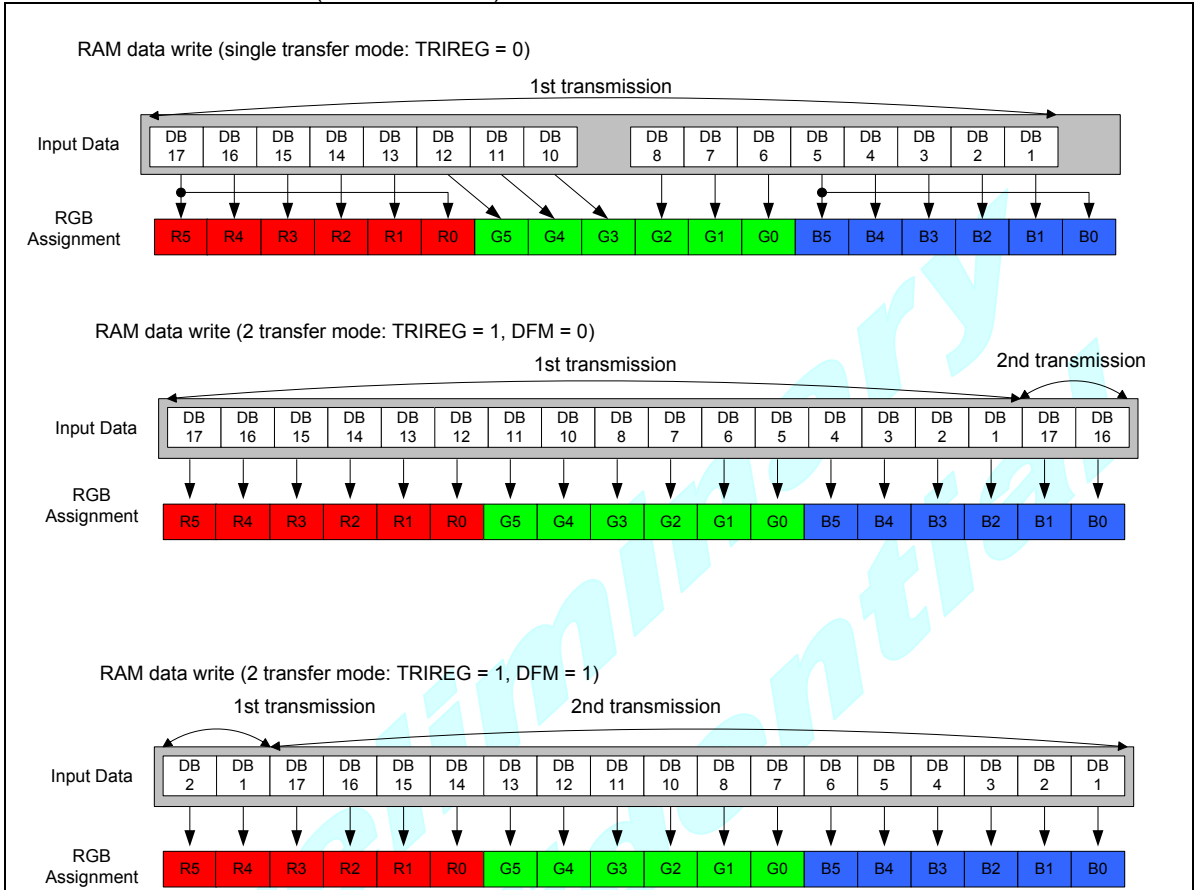 RAM data write (single transfer mode: TRIREG = 0)
1st transmission
Input Data
DB 17 DB 16 DB 15 DB 14 DB 13 DB 12 DB 11 DB 10 DB 8 DB 7 DB 6 DB 5 DB 4 DB 3 DB 2 DB 1
RGB Assignment
R5 R4 R3 R2 R1 R0 G5 G4 G3 G2 G1 G0 B5 B4 B3 B2 B1 B0
RAM data write (2 transfer mode: TRIREG = 1, DFM = 0)
1st transmission 2nd transmission
Input Data
DB 17 DB 16 DB 15 DB 14 DB 13 DB 12 DB 11 DB 10 DB 8 DB 7 DB 6 DB 5 DB 4 DB 3 DB 2 DB 1 DB 17 DB 16
RGB Assignment
R5 R4 R3 R2 R1 R0 G5 G4 G3 G2 G1 G0 B5 B4 B3 B2 B1 B0
RAM data write (2 transfer mode: TRIREG = 1, DFM = 1)
1st transmission 2nd transmission
Input Data
DB 2 DB 1 DB 17 DB 16 DB 15 DB 14 DB 13 DB 12 DB 11 DB 10 DB 8 DB 7 DB 6 DB 5 DB 4 DB 3 DB 2 DB 1
RGB Assignment
R5 R4 R3 R2 R1 R0 G5 G4 G3 G2 G1 G0 B5 B4 B3 B2 B1 B0